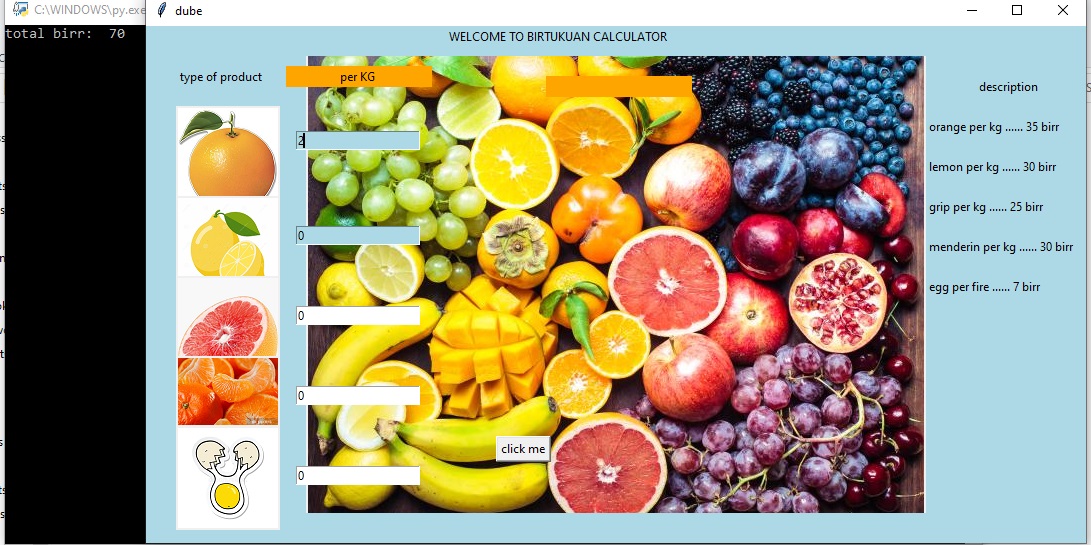 C:\WINDOWS\py.exe
total birr: 70
dube
WELCOME TO BIRTUKUAN CALCULATOR
type of product
per KG
description
2
orange per kg ...... 35 birr
lemon per kg ...... 30 birr
grip per kg ...... 25 birr
0
menderin per kg ...... 30 birr
egg per fire ...... 7 birr
0
0
click me
0